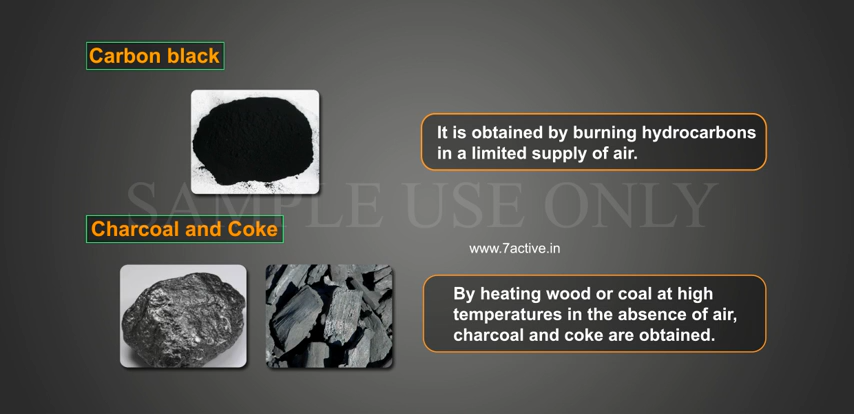 Carbon black
It is obtained by burning hydrocarbons
in a limited supply of air.
SAMPLE USE ONLY
Charcoal and Coke
www.7active.in
By heating wood or coal at high
temperatures in the absence of air,
charcoal and coke are obtained.